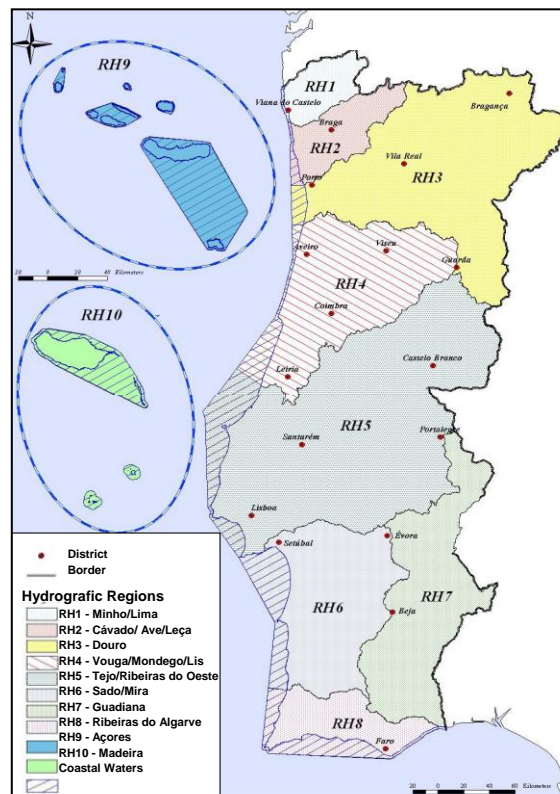 N
RH9
RH1
Viana do Castelo
Bragança
Braga
RH2
Vila Real
RH3
Porto
Aveiro
Viseu
Guarda
20 0 20 40 Kilometers
RH4
RH10
Coimbra
Castelo Branco
Leiria
RH5
Portalegre
Santarém
Lisboa
Setúbal
Évora
RH6
RH7
Beja
RH8
Faro
District
Border
Hydrografic Regions
RH1 - Minho/Lima
RH2 - Cávado/ Ave/Leça
RH3 - Douro
RH4 - Vouga/Mondego/Lis
RH5 - Tejo/Ribeiras do Oeste
RH6 - Sado/Mira
RH7 - Guadiana
RH8 - Ribeiras do Algarve
RH9 - Açores
RH10 - Madeira
Coastal Waters
20 0 20 60 Kilometers